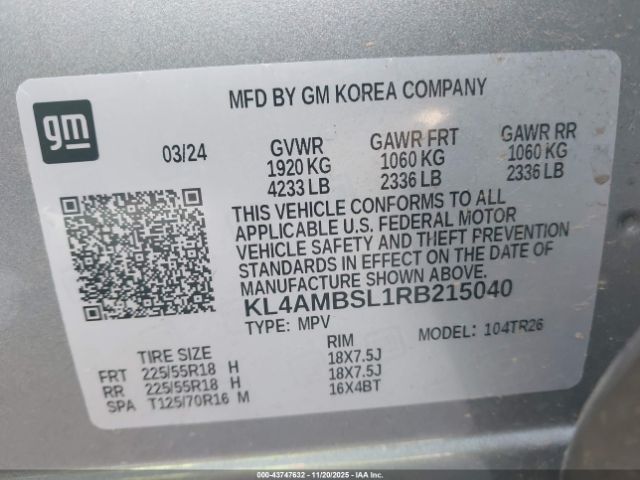 gm
MFD BY GM KOREA COMPANY
03/24
GVWR GAWR FRT GAWR RR
1920 KG 1060 KG 1060 KG
4233 LB 2336 LB 2336 LB
THIS VEHICLE CONFORMS TO ALL
APPLICABLE U.S. FEDERAL MOTOR
VEHICLE SAFETY AND THEFT PREVENTION
STANDARDS IN EFFECT ON THE DATE OF
MANUFACTURE SHOWN ABOVE.
KL4AMBSL1RB215040
TYPE: MPV MODEL: 104TR26
TIRE SIZE RIM
FRT 225/55R18 H 18X7.5J
RR 225/55R18 H 18X7.5J
SPA T125/70R16 M 16X4BT
00-43747632 — 11/20/2025 — IAA, Inc.